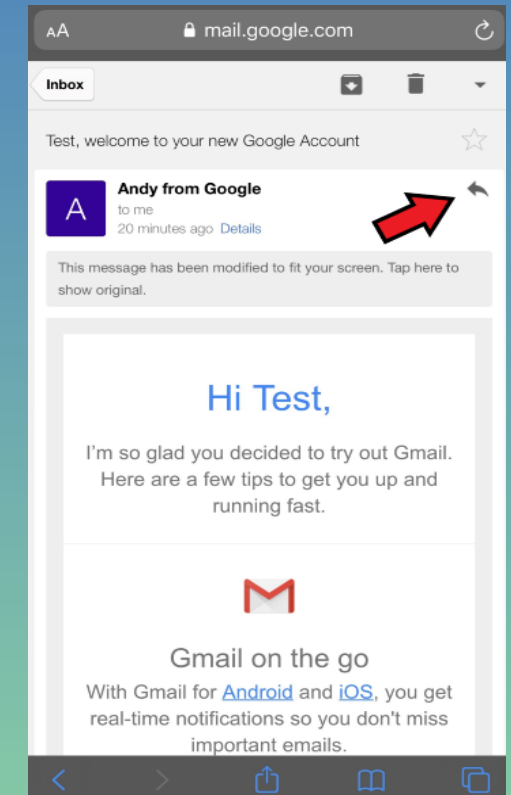 AA mail.google.com
Inbox
Test, welcome to your new Google Account
A
Andy from Google
to me
20 minutes ago Details
This message has been modified to fit your screen. Tap here to
show original.
Hi Test,
I'm so glad you decided to try out Gmail.
Here are a few tips to get you up and
running fast.
Gmail on the go
With Gmail for Android and iOS, you get
real-time notifications so you don't miss
important emails.